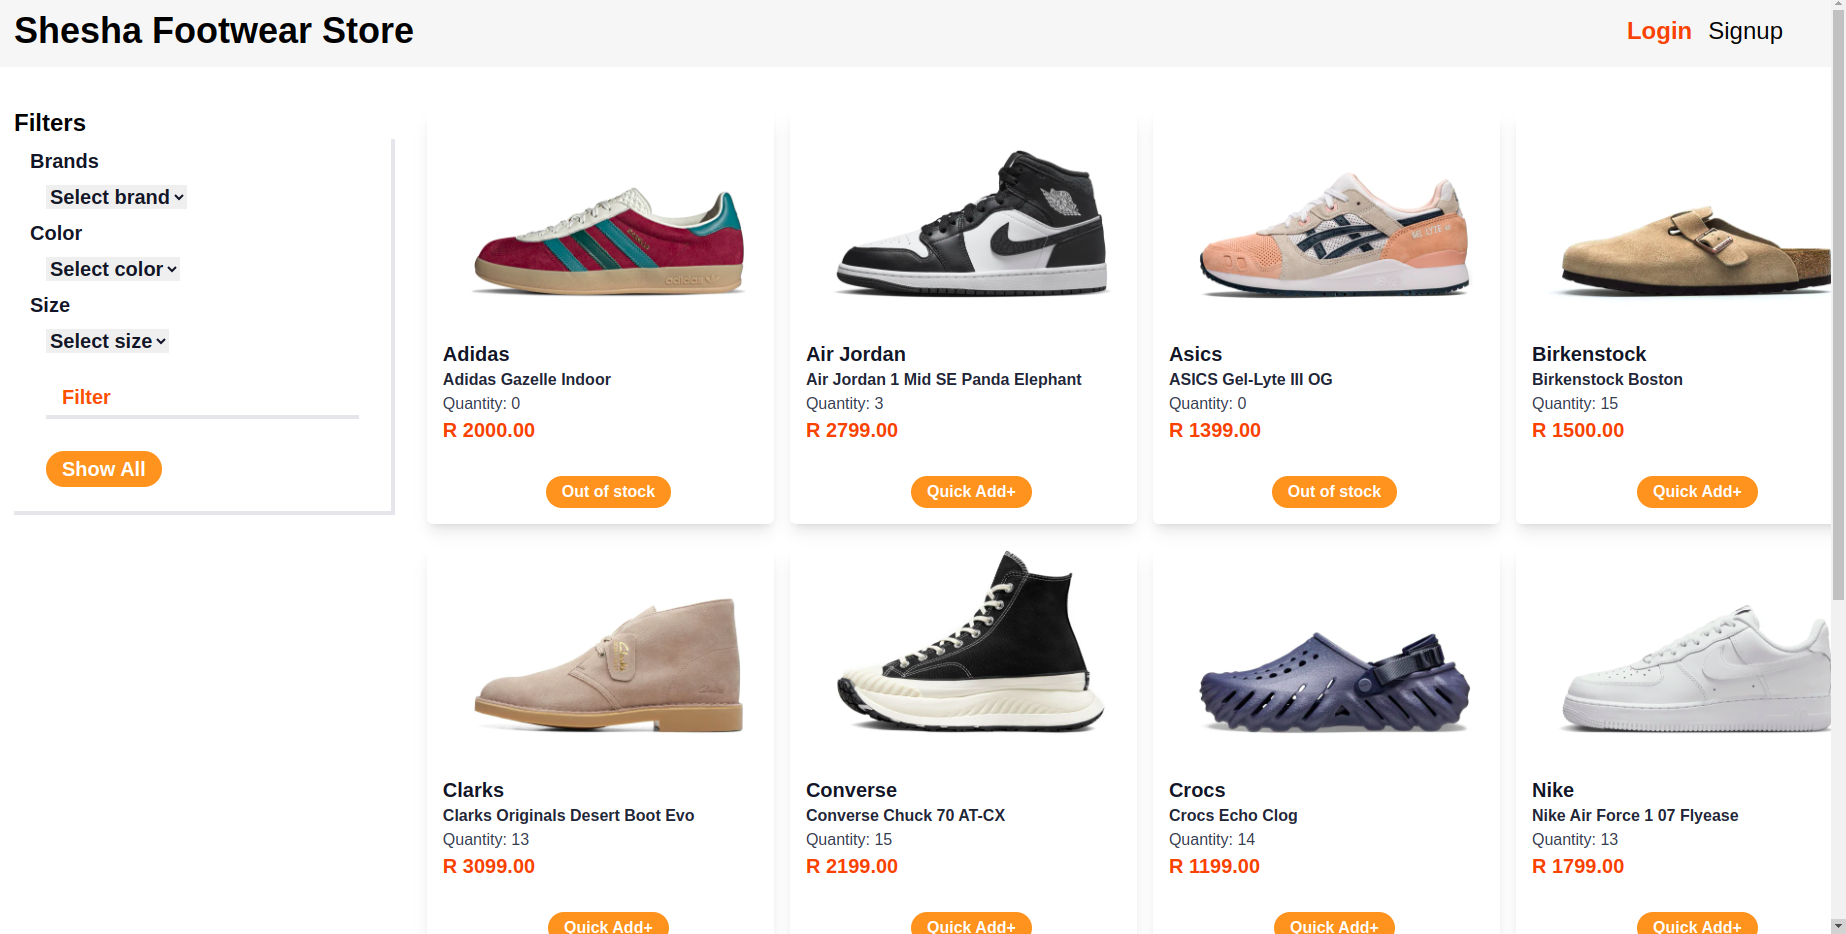 Shesha Footwear Store
Login Signup
Filters
Brands
Select brand
Color
Select color
Size
Select size
Filter
Show All
Adidas
Adidas Gazelle Indoor
Quantity: 0
R 2000.00
Out of stock
Air Jordan
Air Jordan 1 Mid SE Panda Elephant
Quantity: 3
R 2799.00
Quick Add+
Asics
ASICS Gel-Lyte III OG
Quantity: 0
R 1399.00
Out of stock
Birkenstock
Birkenstock Boston
Quantity: 15
R 1500.00
Quick Add+
Clarks
Clarks Originals Desert Boot Evo
Quantity: 13
R 3099.00
Quick Add+
Converse
Converse Chuck 70 AT-CX
Quantity: 15
R 2199.00
Quick Add+
Crocs
Crocs Echo Clog
Quantity: 14
R 1199.00
Quick Add+
Nike
Nike Air Force 1 07 Flyease
Quantity: 13
R 1799.00
Quick Add+